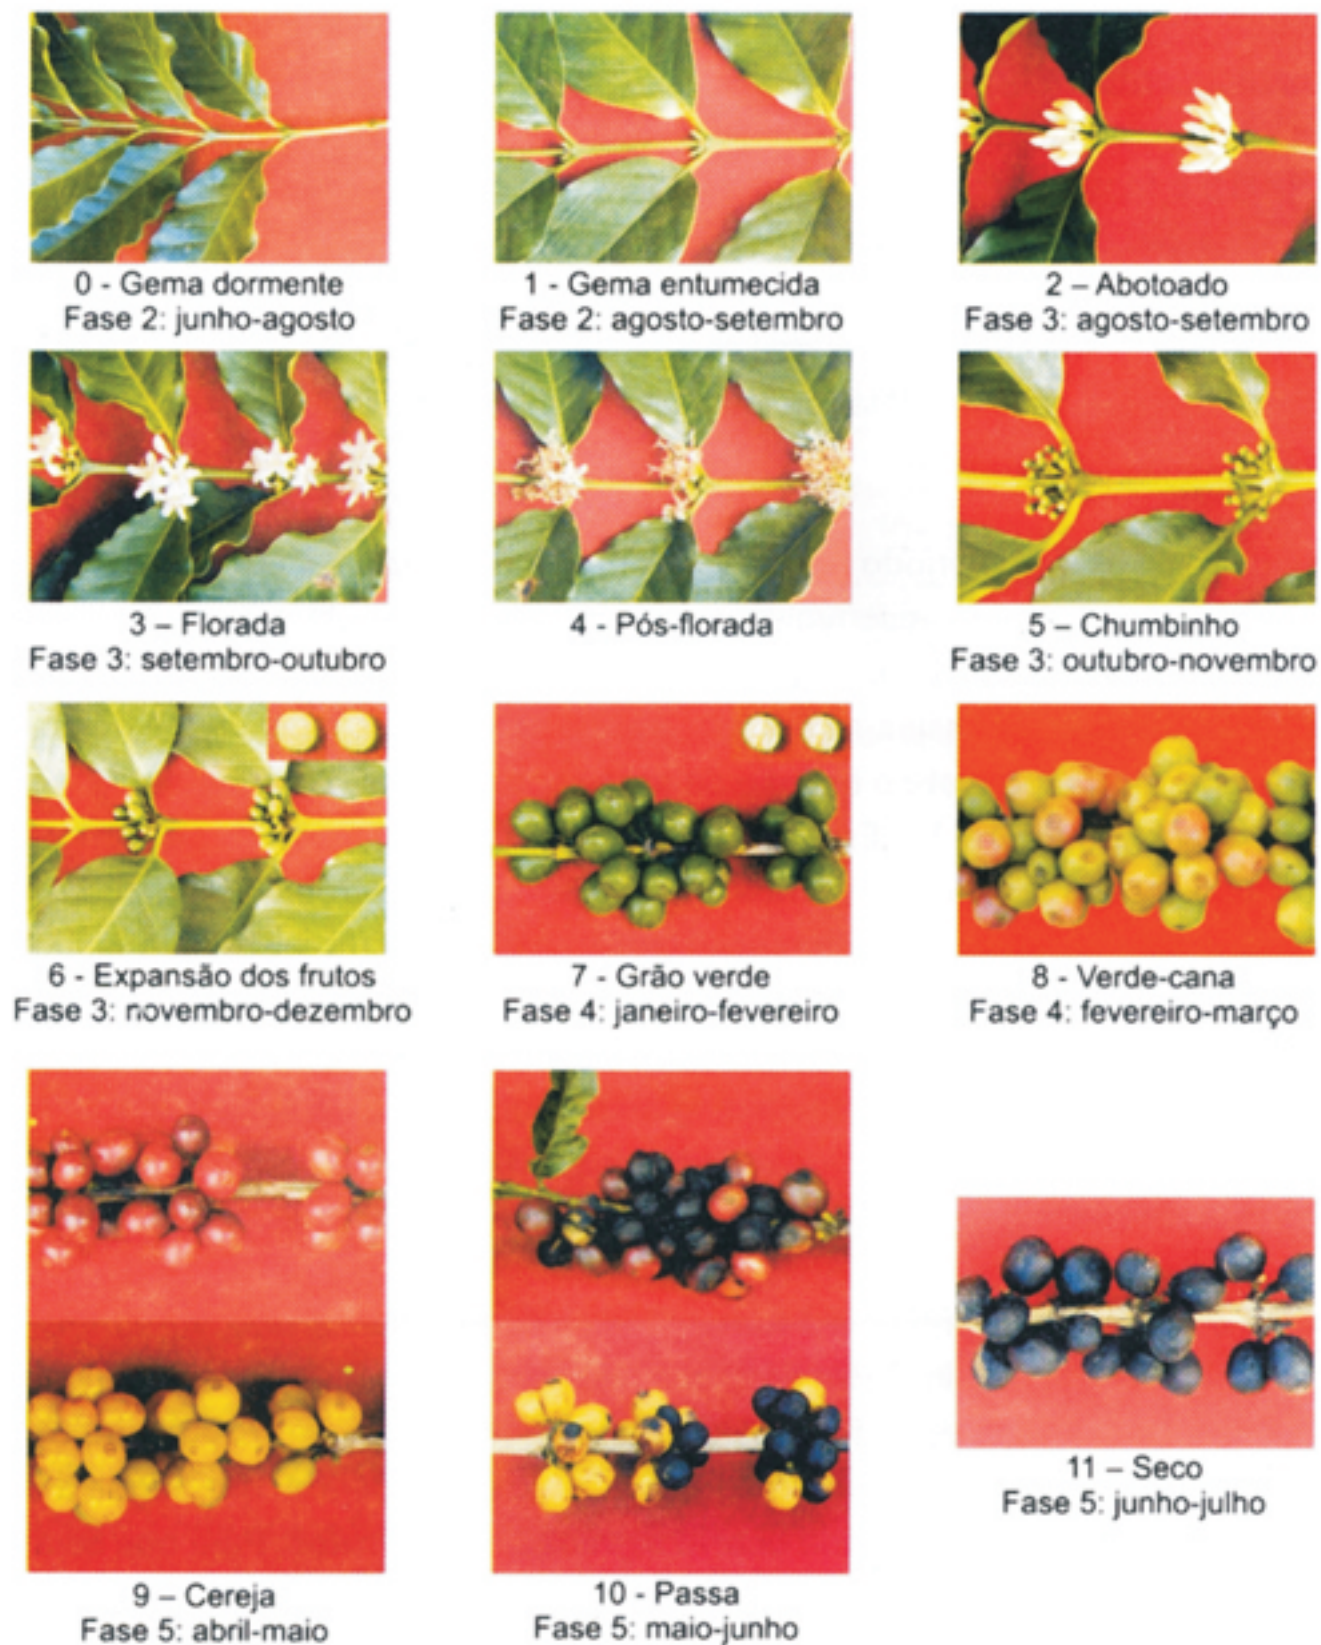 0 - Gema dormente
Fase 2: junho-agosto
1 - Gema entumecida
Fase 2: agosto-setembro
2 – Abotoado
Fase 3: agosto-setembro
3 – Florada
Fase 3: setembro-outubro
4 - Pós-florada
5 – Chumbinho
Fase 3: outubro-novembro
6 - Expansão dos frutos
Fase 3: novembro-dezembro
7 - Grão verde
Fase 4: janeiro-fevereiro
8 - Verde-cana
Fase 4: fevereiro-março
9 – Cereja
Fase 5: abril-maio
10 - Passa
Fase 5: maio-junho
11 – Seco
Fase 5: junho-julho